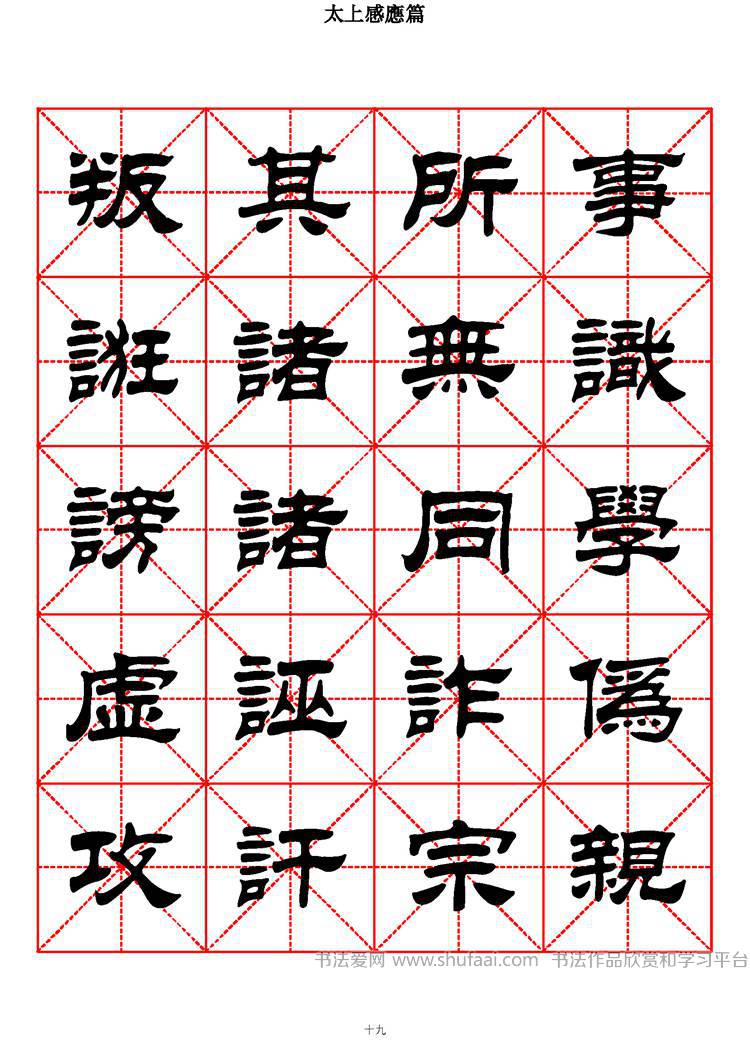 太上感應篇
叛其所事
誑諸無識
謗諸同學
虛誣詐偽
攻訐宗親
书法爱网 www.shufaai.com 书法作品欣赏和学习平台
十九